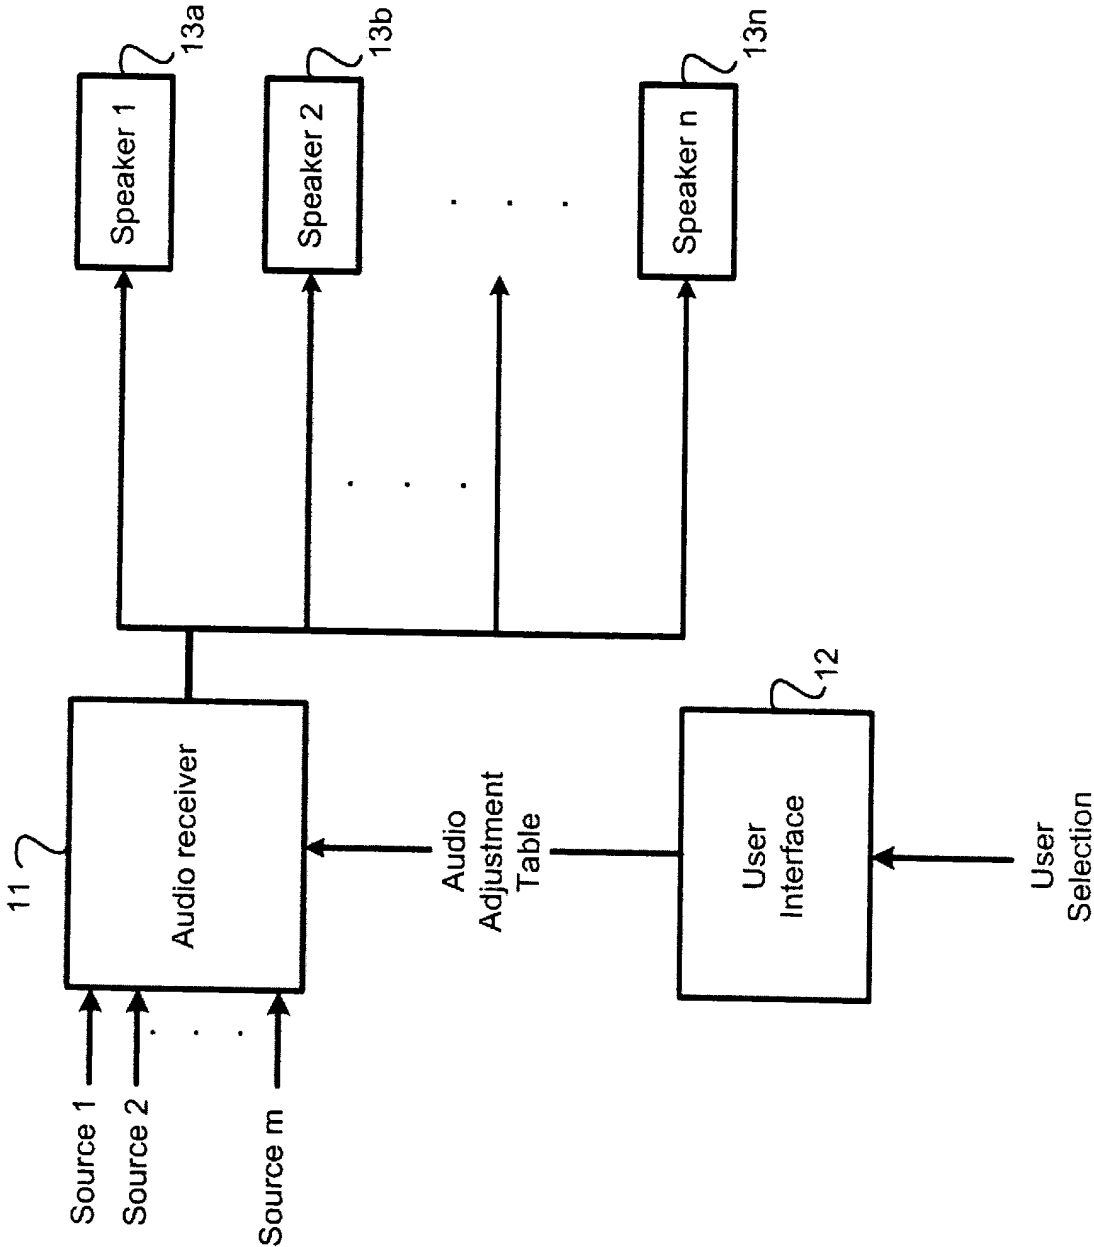 11
Source 1
Source 2
Source m
Audio receiver
Speaker 1
13a
Speaker 2
13b
Speaker n
13n
Audio
Adjustment
Table
User
Interface
12
User
Selection